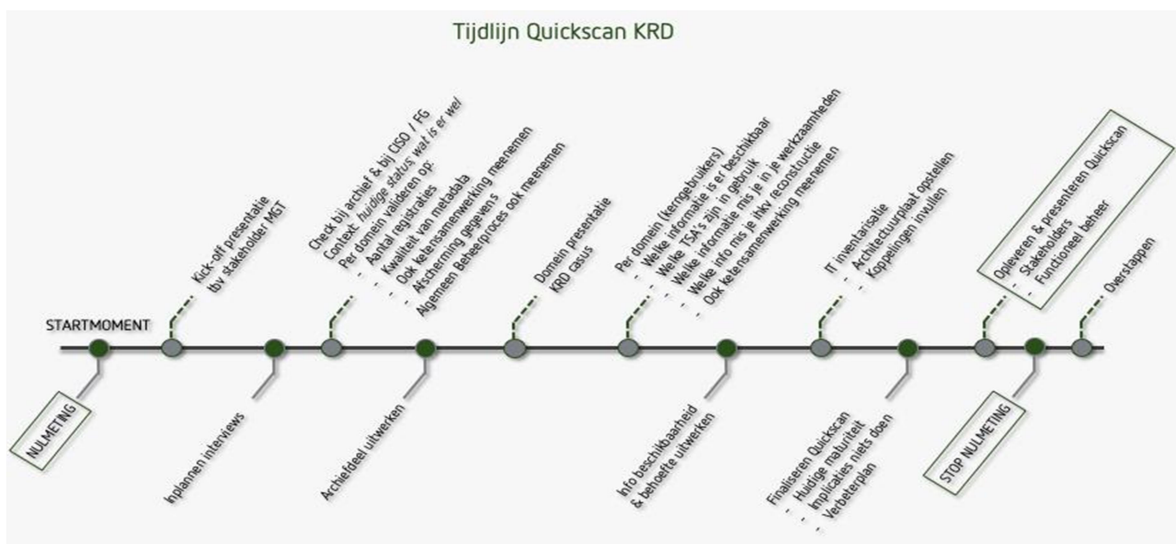 Tijdlijn Quickscan KRD
STARTMOMENT
NULMETING
Kick-off presentatie
tbv stakeholder MGT
Inplannen interviews
Check bij archief & bij CISO / FG
Context: huidige status, wat is er wel
Per domein valideren op:
- Aantal registraties
- Kwaliteit van metadata
- Ook ketensamenwerking meenemen
- Afscherming gegevens
Algemeen Beheerproces ook meenemen
Archiefdeel uitwerken
Domein presentatie
KRD casus
Per domein (kerngebruikers)
- Welke informatie is er beschikbaar
- Welke TSA's zijn in gebruik
- Welke informatie mis je in je werkzaamheden
- Welke info mis je ihkv reconstructie
- Ook ketensamenwerking meenemen
Info beschikbaarheid
& behoefte uitwerken
IT inventarisatie
- Architectuurplaat opstellen
- Koppelingen invullen
Finaliseren Quickscan
- Huidige maturiteit
- Implicaties niets doen
- Verbeterplan
Opleveren & presenteren Quickscan
- Stakeholders
- Functioneel beheer
STOP NULMETING
Overstappen